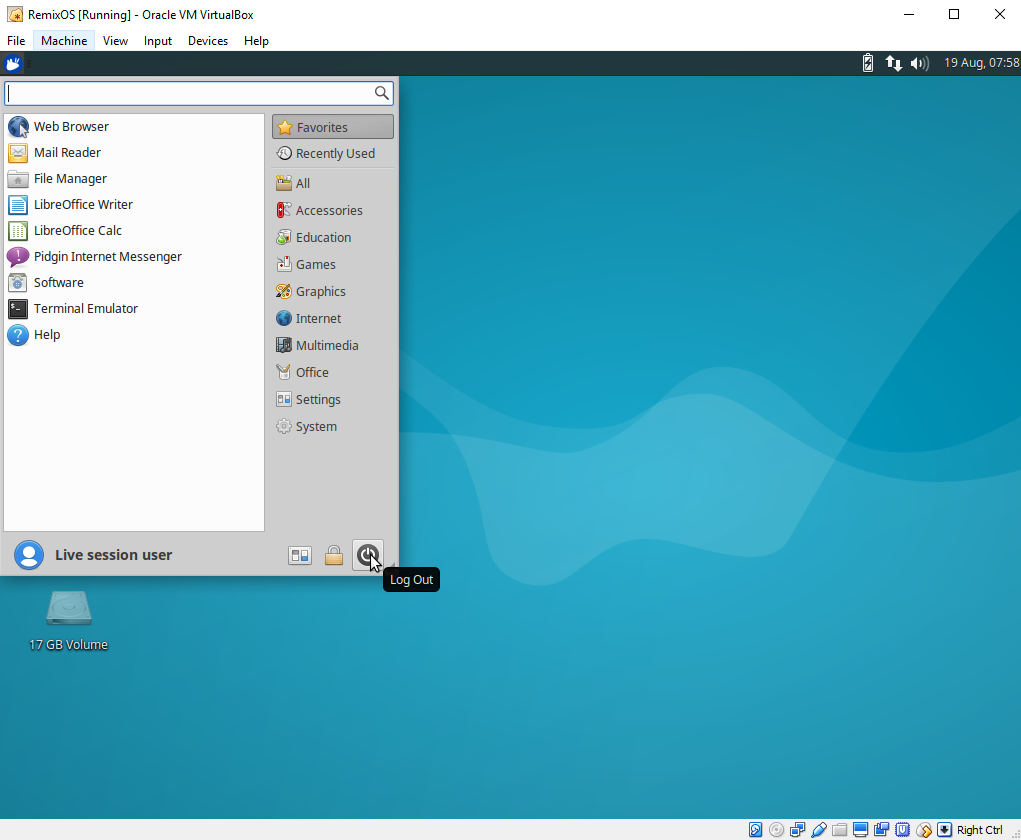 RemixOS [Running] - Oracle VM VirtualBox
File Machine View Input Devices Help
19 Aug, 07:58
Web Browser
Mail Reader
File Manager
LibreOffice Writer
LibreOffice Calc
Pidgin Internet Messenger
Software
Terminal Emulator
Help
Favorites
Recently Used
All
Accessories
Education
Games
Graphics
Internet
Multimedia
Office
Settings
System
Live session user
Log Out
17 GB Volume
Right Ctrl